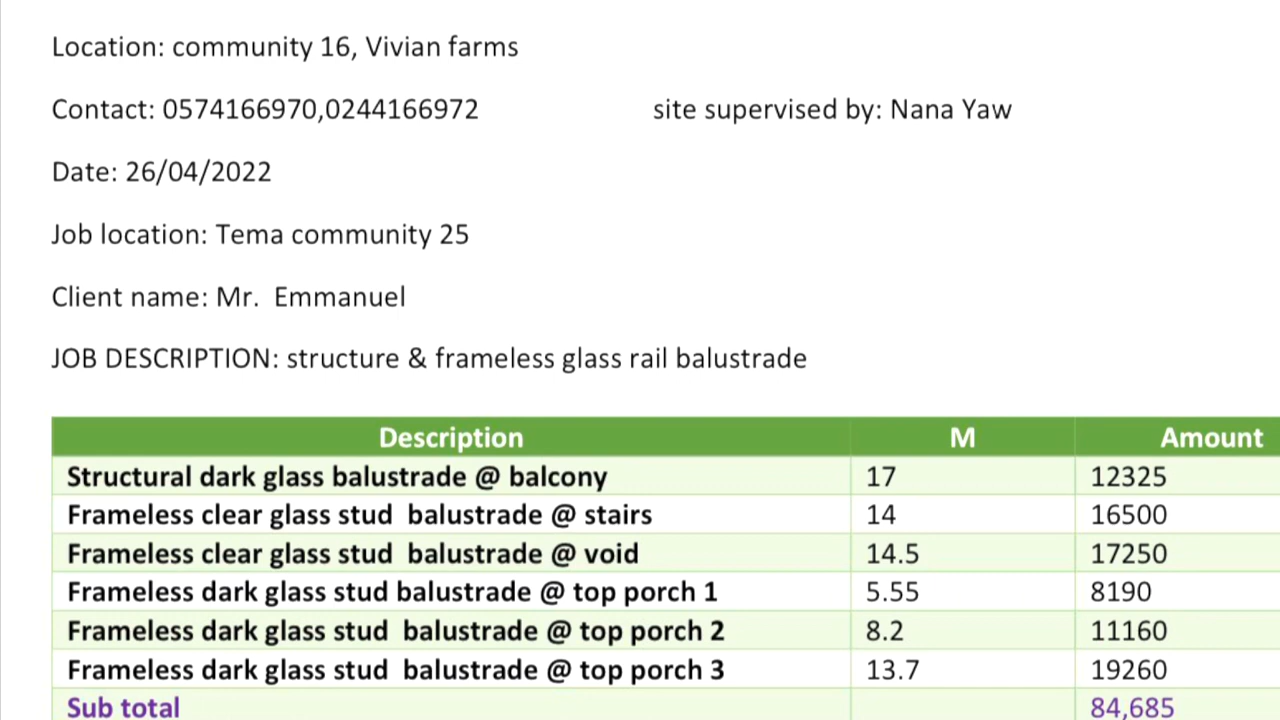 Location: community 16, Vivian farms
Contact: 0574166970,0244166972 site supervised by: Nana Yaw
Date: 26/04/2022
Job location: Tema community 25
Client name: Mr.  Emmanuel
JOB DESCRIPTION: structure & frameless glass rail balustrade
Description M Amount
Structural dark glass balustrade @ balcony 17 12325
Frameless clear glass stud  balustrade @ stairs 14 16500
Frameless clear glass stud  balustrade @ void 14.5 17250
Frameless dark glass stud balustrade @ top porch 1 5.55 8190
Frameless dark glass stud  balustrade @ top porch 2 8.2 11160
Frameless dark glass stud  balustrade @ top porch 3 13.7 19260
Sub total 84,685